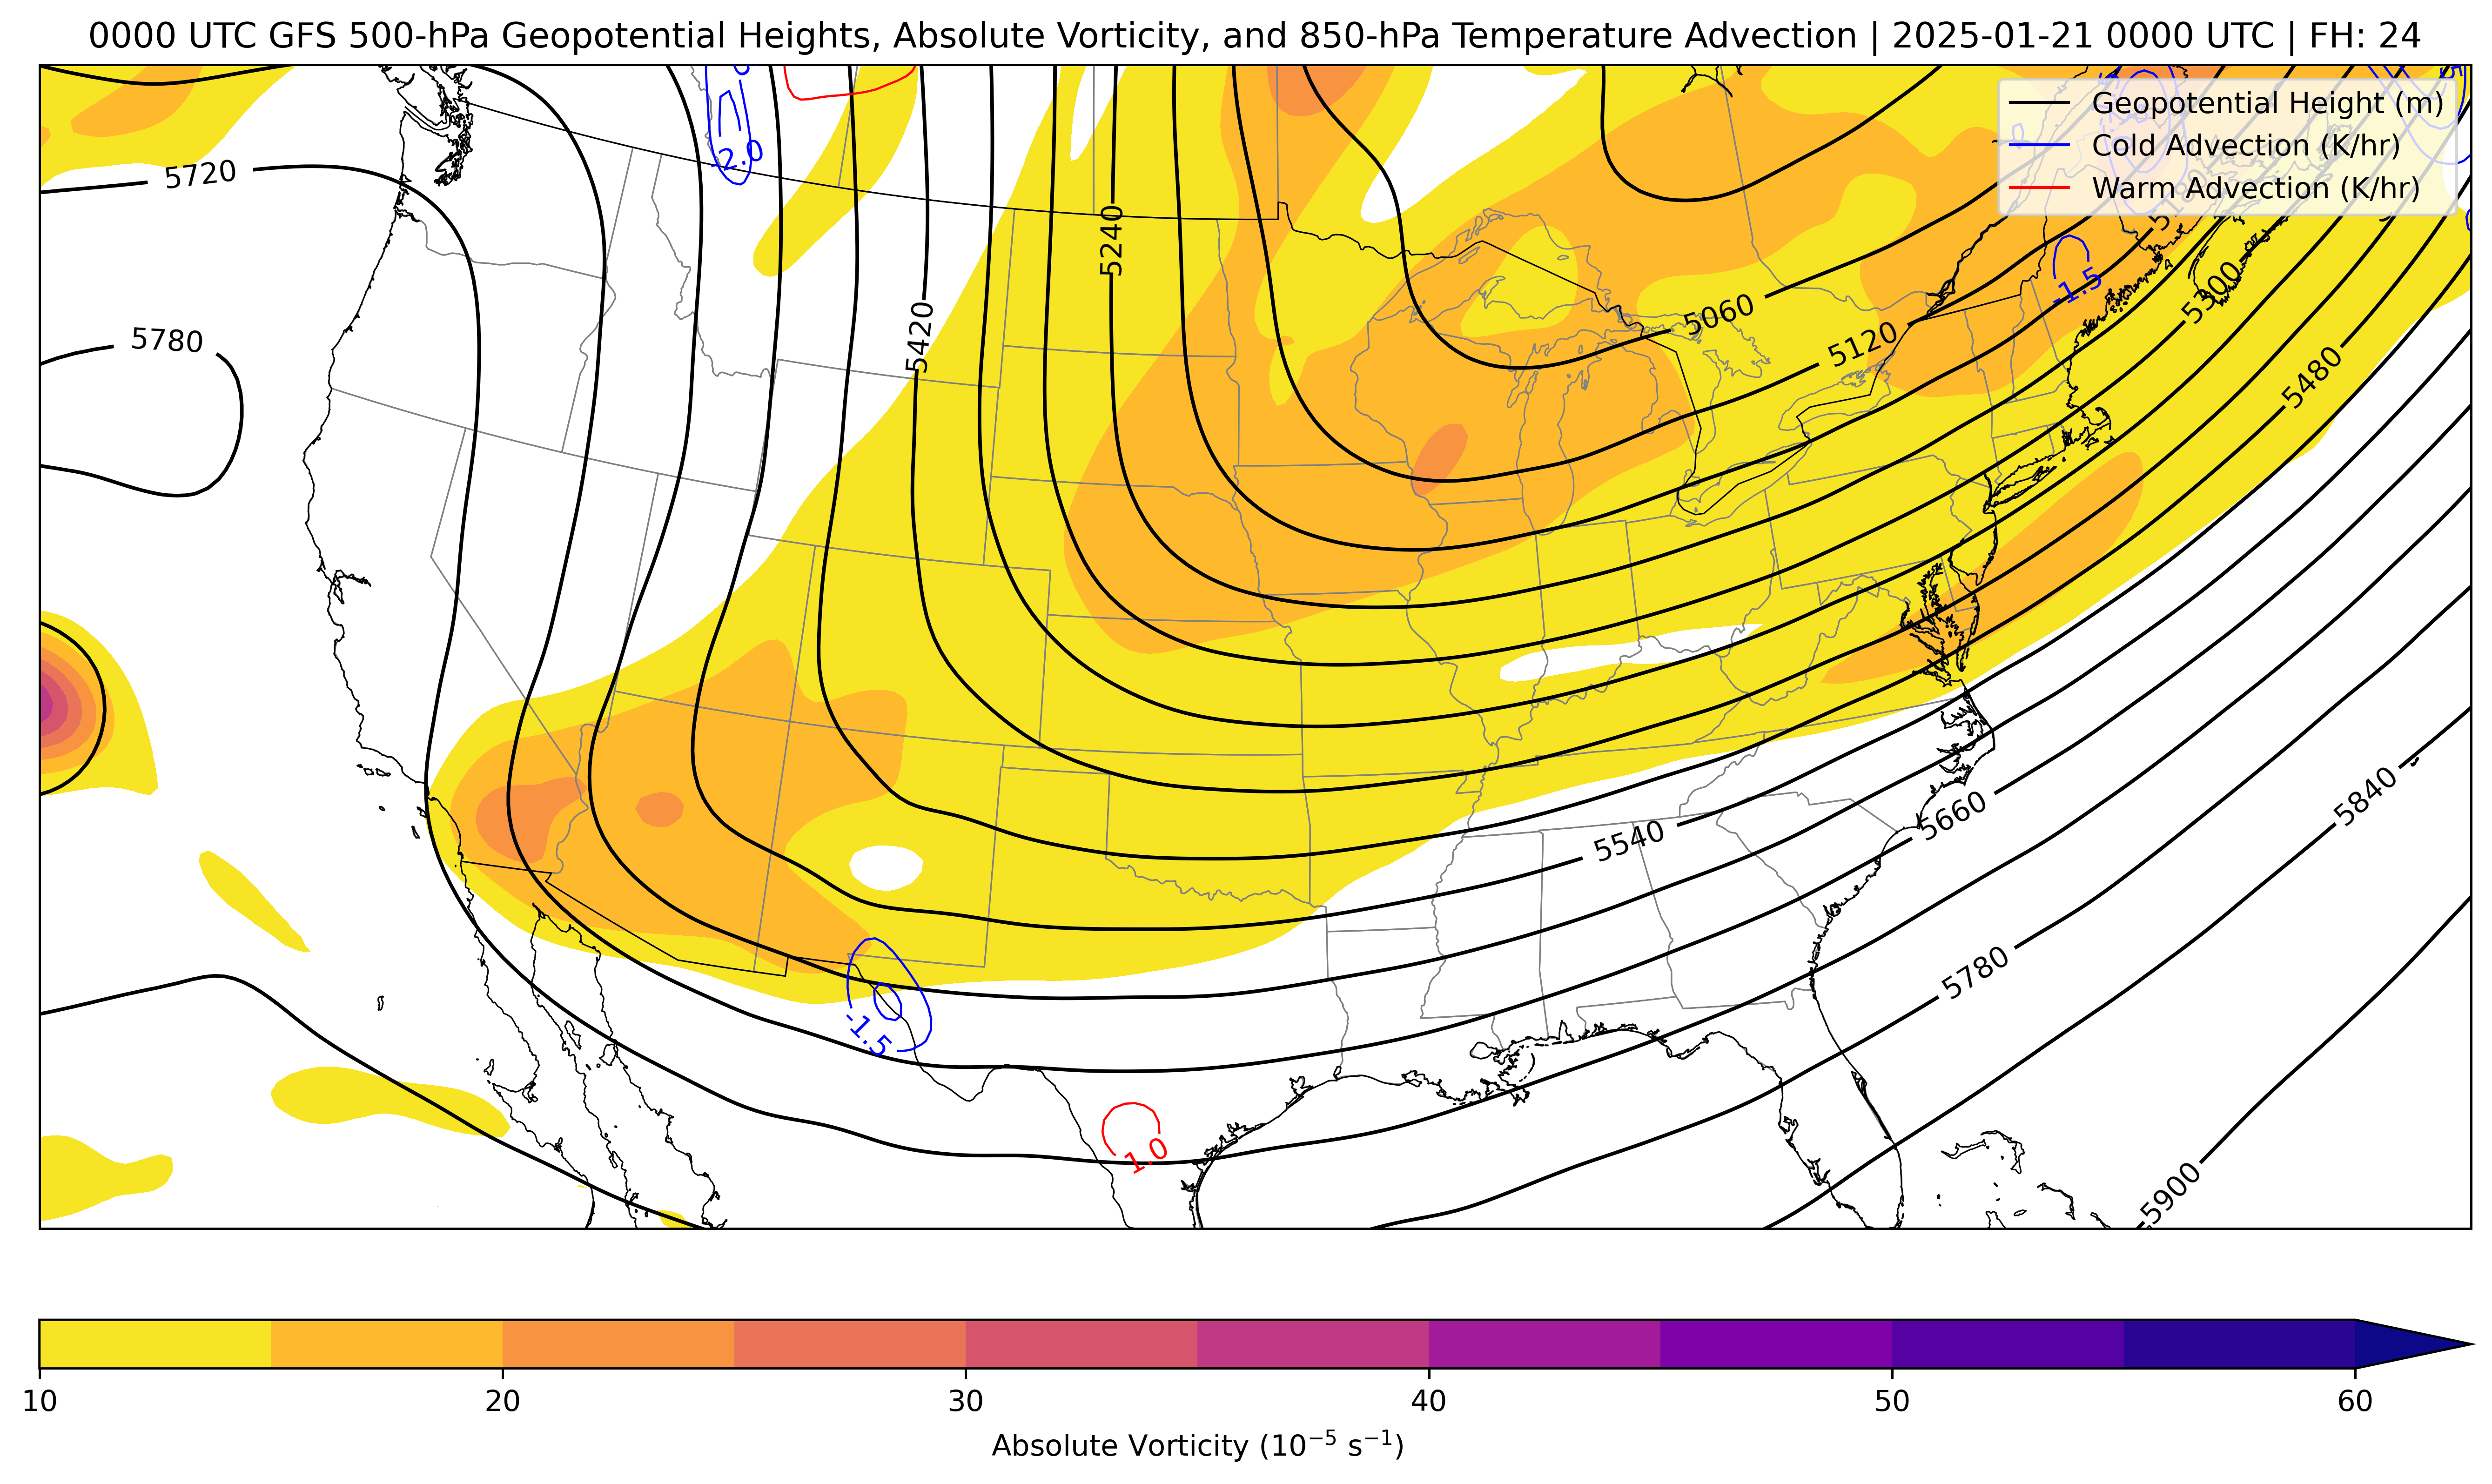 0000 UTC GFS 500-hPa Geopotential Heights, Absolute Vorticity, and 850-hPa Temperature Advection | 2025-01-21 0000 UTC | FH: 24
Geopotential Height (m)
Cold Advection (K/hr)
Warm Advection (K/hr)
5720
-2.0
5240
5780
5420
5060
5120
-1.5
5300
5480
5540
5660
5840
5780
-1.5
1.0
5900
10 20 30 40 50 60
Absolute Vorticity (10⁻⁵ s⁻¹)